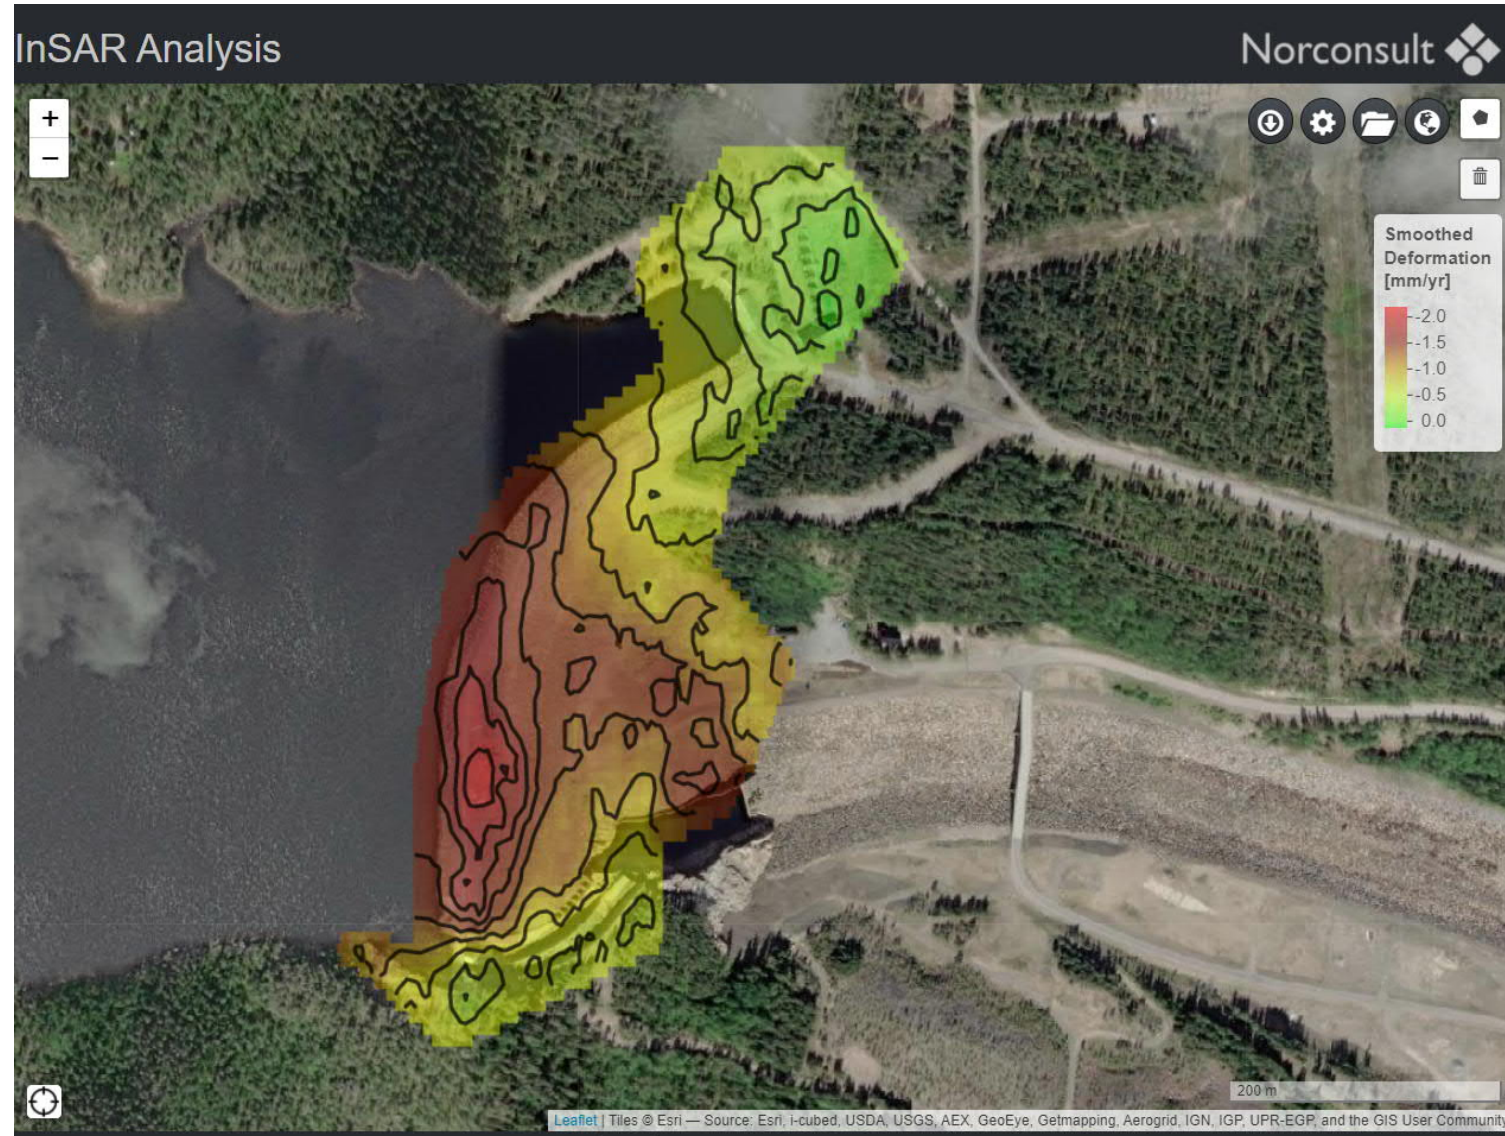 InSAR Analysis
Norconsult
+
−
Smoothed
Deformation
[mm/yr]
-2.0
-1.5
-1.0
-0.5
0.0
200 m
Leaflet | Tiles © Esri — Source: Esri, i-cubed, USDA, USGS, AEX, GeoEye, Getmapping, Aerogrid, IGN, IGP, UPR-EGP, and the GIS User Communit